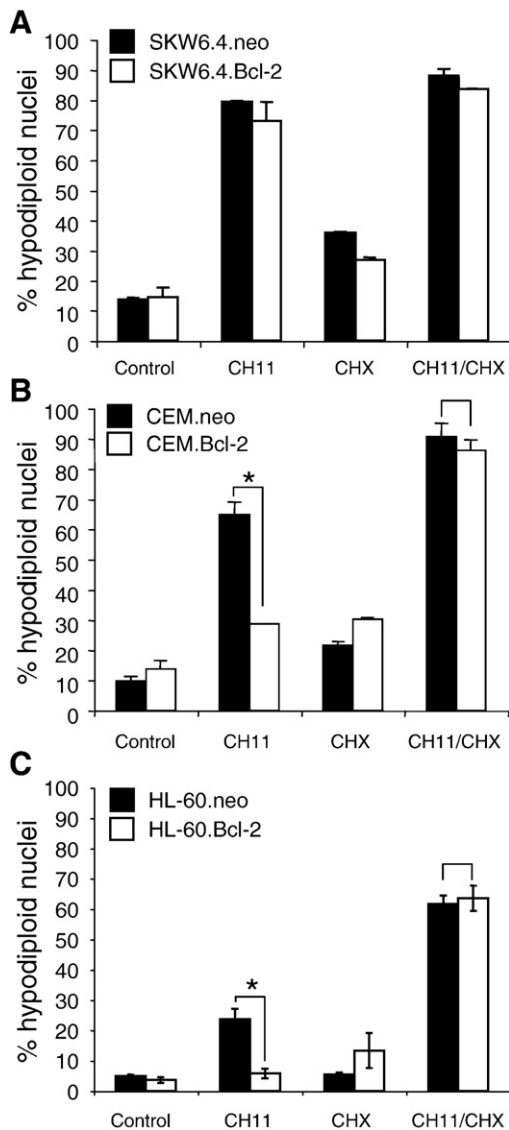 A
SKW6.4.neo
SKW6.4.Bcl-2
% hypodiploid nuclei
100
90
80
70
60
50
40
30
20
10
0
Control CH11 CHX CH11/CHX
B
CEM.neo
CEM.Bcl-2
% hypodiploid nuclei
100
90
80
70
60
50
40
30
20
10
0
*
Control CH11 CHX CH11/CHX
C
HL-60.neo
HL-60.Bcl-2
% hypodiploid nuclei
100
90
80
70
60
50
40
30
20
10
0
*
Control CH11 CHX CH11/CHX